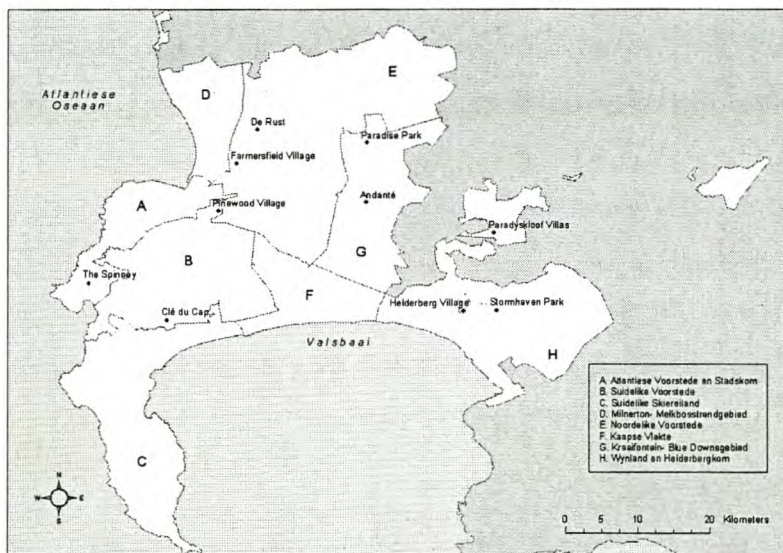 E
Atlantiese
Oseaan
D
De Rust
Paradise Park
Farmersfield Village
Andanté
A
Pinewood Village
Paradyskloof Villas
B
G
The Spinney
F
Helderberg Village
Stormhaven Park
Clé du Cap
Valsbaai
H
A Atlantiese Voorstede en Stadskom
B Suidelike Voorstede
C Suidelike Skiereiland
D Milnerton- Melkbosstrandgebied
E Noordelike Voorstede
F Kaapse Vlakte
G Kraaifontein- Blue Downsgebied
H Wynland en Helderbergkom
C
N
W E
S
0 5 10 20
Kilometers